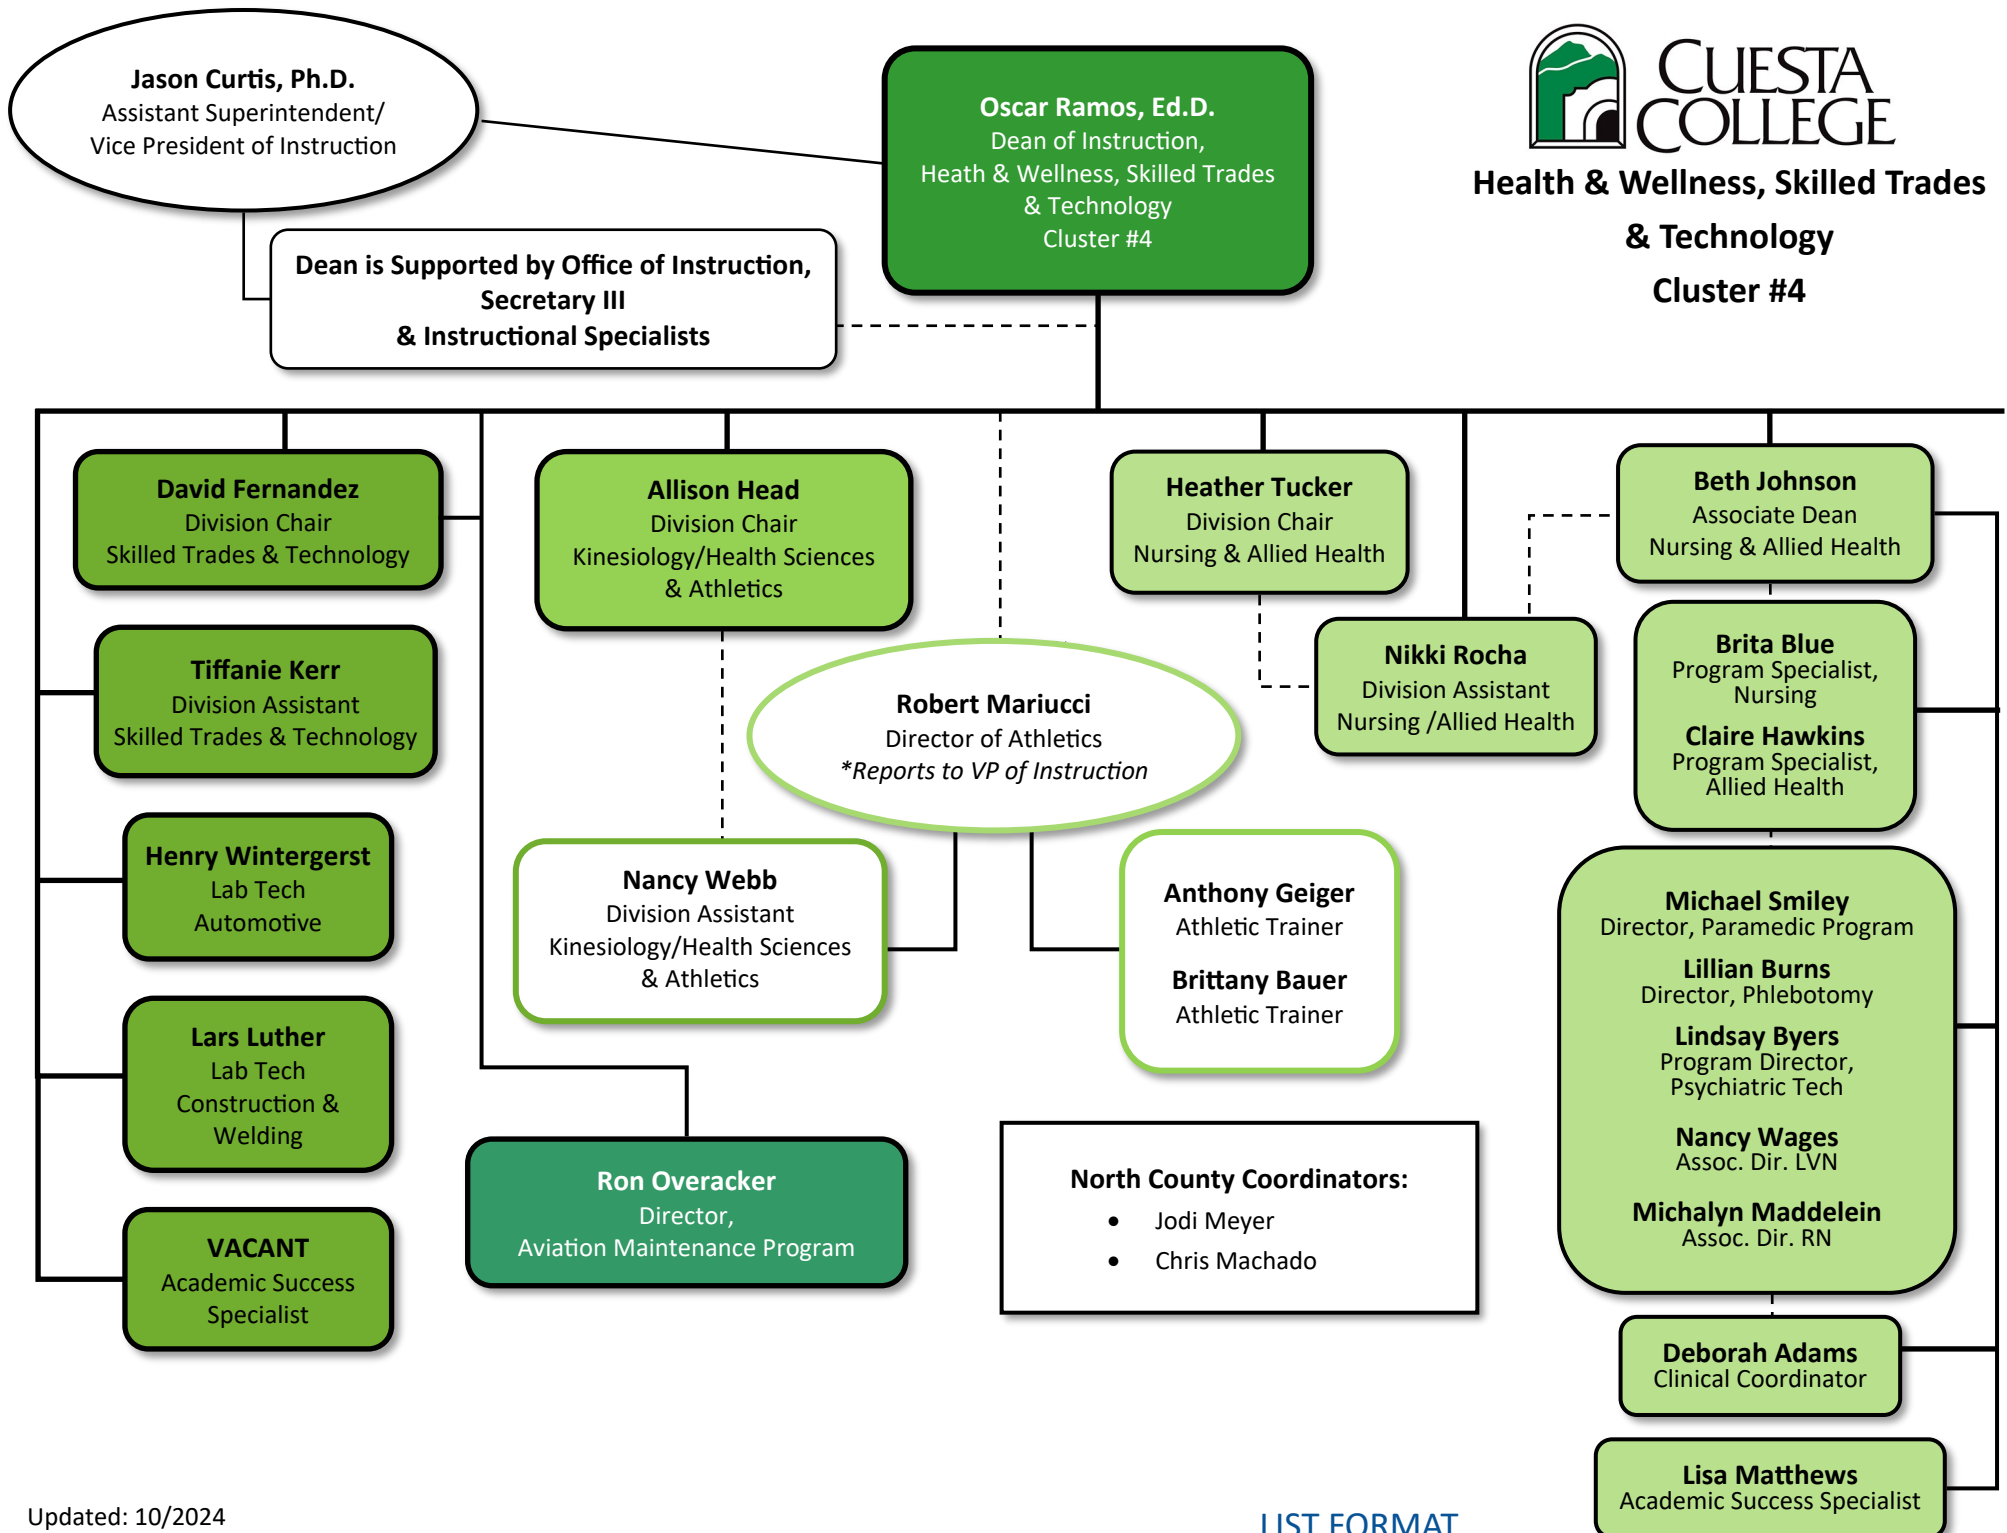 Jason Curtis, Ph.D.
Assistant Superintendent/
Vice President of Instruction
Oscar Ramos, Ed.D.
Dean of Instruction,
Heath & Wellness, Skilled Trades
& Technology
Cluster #4
CUESTA
COLLEGE
Health & Wellness, Skilled Trades
& Technology
Cluster #4
Dean is Supported by Office of Instruction,
Secretary III
& Instructional Specialists
David Fernandez
Division Chair
Skilled Trades & Technology
Tiffanie Kerr
Division Assistant
Skilled Trades & Technology
Henry Wintergerst
Lab Tech
Automotive
Lars Luther
Lab Tech
Construction &
Welding
VACANT
Academic Success
Specialist
Allison Head
Division Chair
Kinesiology/Health Sciences
& Athletics
Robert Mariucci
Director of Athletics
*Reports to VP of Instruction
Nancy Webb
Division Assistant
Kinesiology/Health Sciences
& Athletics
Anthony Geiger
Athletic Trainer
Brittany Bauer
Athletic Trainer
Ron Overacker
Director,
Aviation Maintenance Program
North County Coordinators:
• Jodi Meyer
• Chris Machado
Heather Tucker
Division Chair
Nursing & Allied Health
Nikki Rocha
Division Assistant
Nursing /Allied Health
Beth Johnson
Associate Dean
Nursing & Allied Health
Brita Blue
Program Specialist,
Nursing
Claire Hawkins
Program Specialist,
Allied Health
Michael Smiley
Director, Paramedic Program
Lillian Burns
Director, Phlebotomy
Lindsay Byers
Program Director,
Psychiatric Tech
Nancy Wages
Assoc. Dir. LVN
Michalyn Maddelein
Assoc. Dir. RN
Deborah Adams
Clinical Coordinator
Lisa Matthews
Academic Success Specialist
Updated: 10/2024
LIST FORMAT